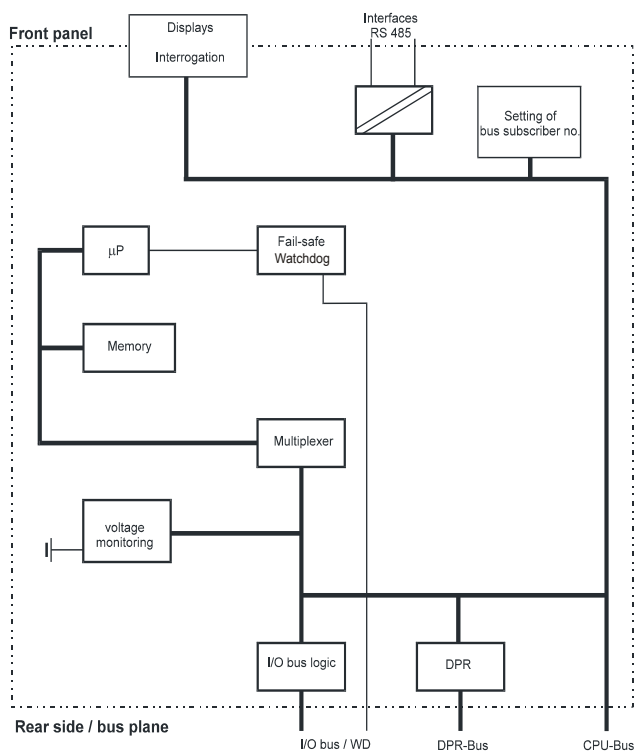 Interfaces
RS 485
Front panel
Displays
Interrogation
Setting of
bus subscriber no.
µP
Fail-safe
Watchdog
Memory
Multiplexer
voltage
monitoring
I/O bus logic
DPR
Rear side / bus plane
I/O bus / WD
DPR-Bus
CPU-Bus